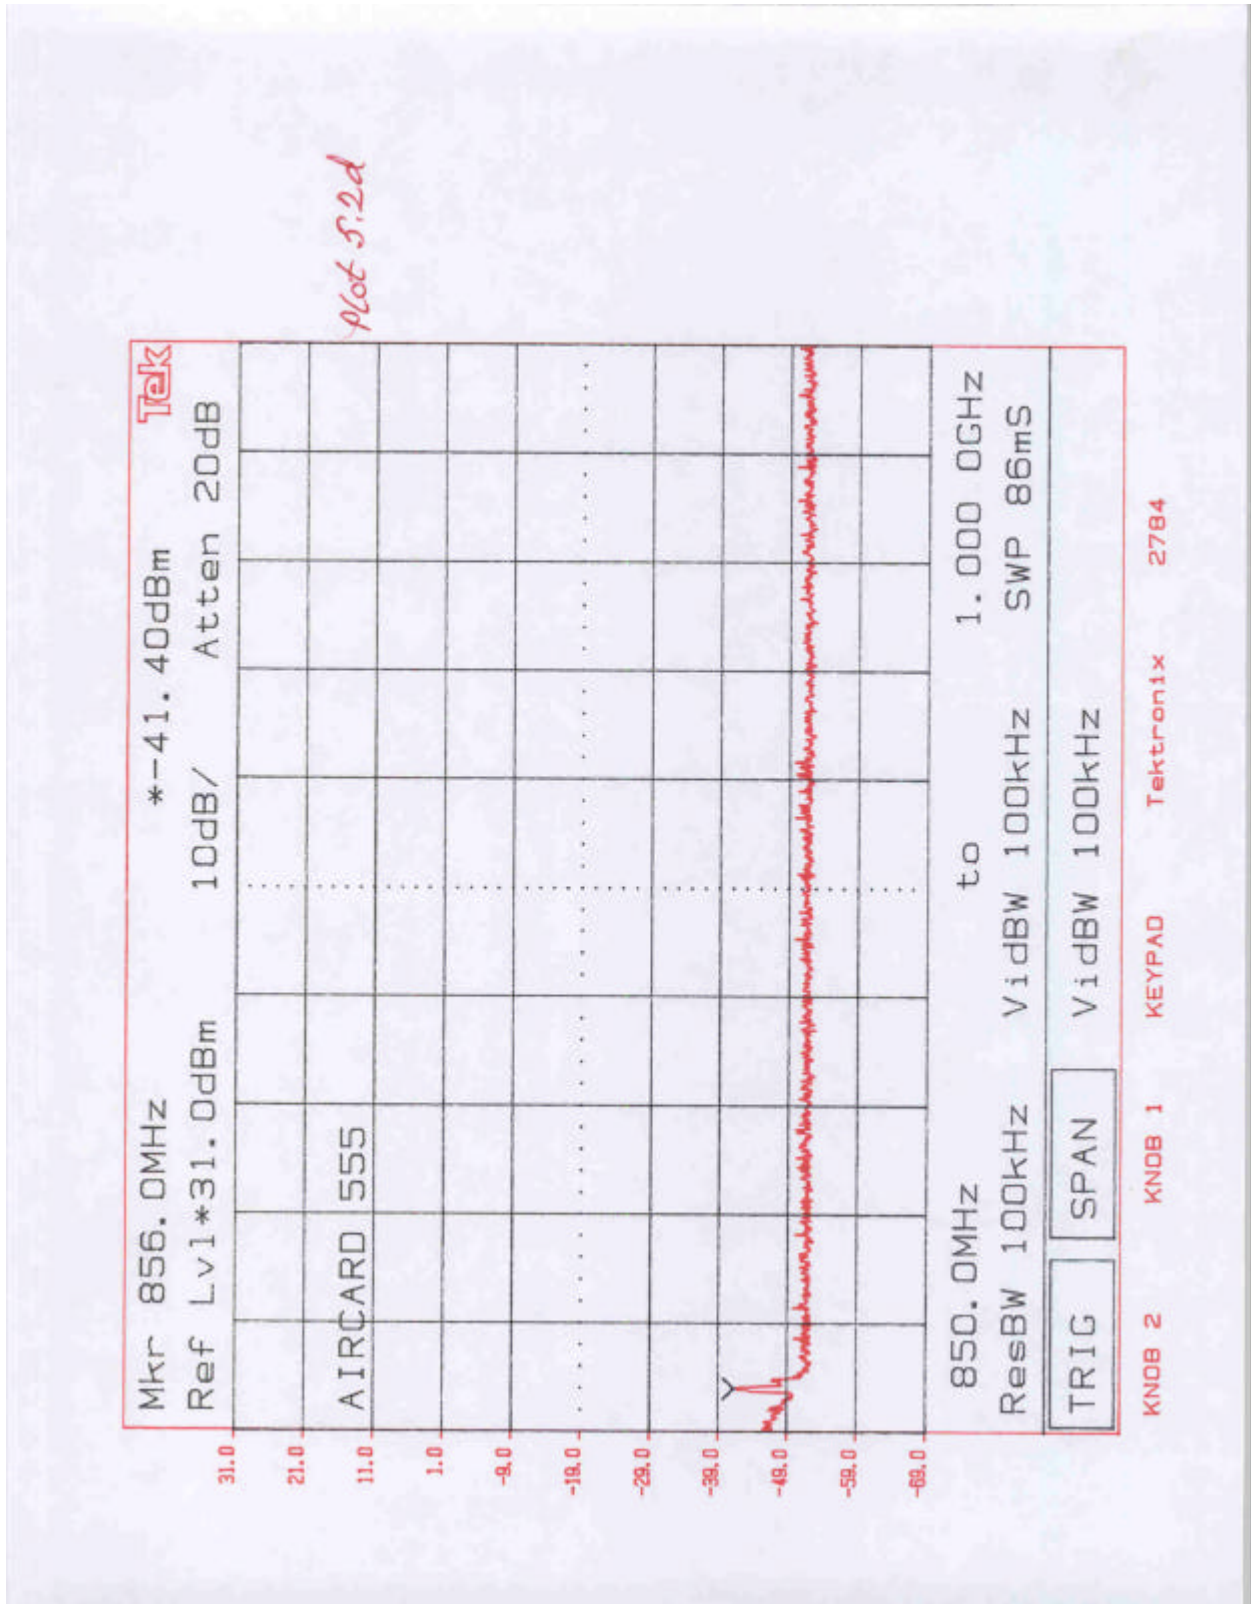 Mkr 856.0MHz *-41.40dBm Tek
Ref Lvl*31.0dBm 10dB/ Atten 20dB
31.0
21.0
AIRCARD 555
plot 5.2d
11.0
1.0
-9.0
-19.0
-29.0
-39.0
-49.0
-59.0
-69.0
850.0MHz to 1.000 0GHz
ResBW 100kHz VidBW 100kHz SWP 86mS
TRIG SPAN VidBW 100kHz
KNOB 2 KNOB 1 KEYPAD Tektronix 2784